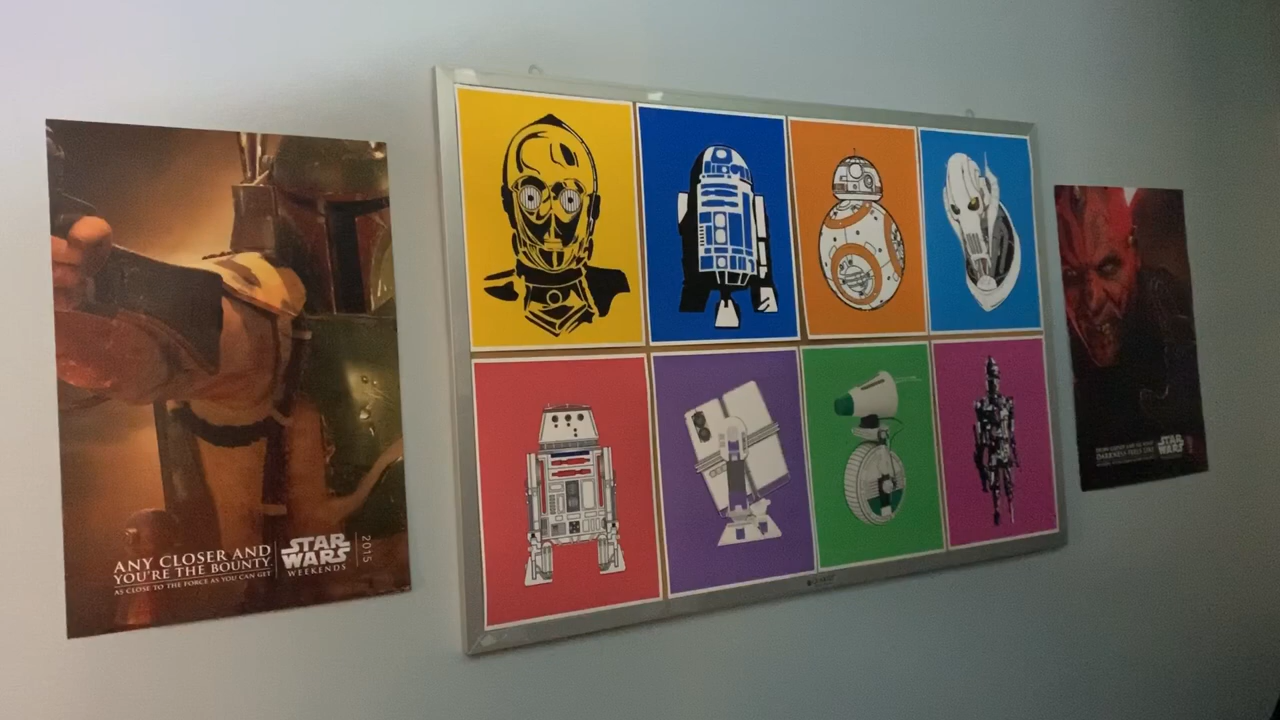 ANY CLOSER AND
YOU'RE THE BOUNTY.
AS CLOSE TO THE FORCE AS YOU CAN GET
STAR
WARS
WEEKENDS
2015
DARKNESS
STAR
WARS